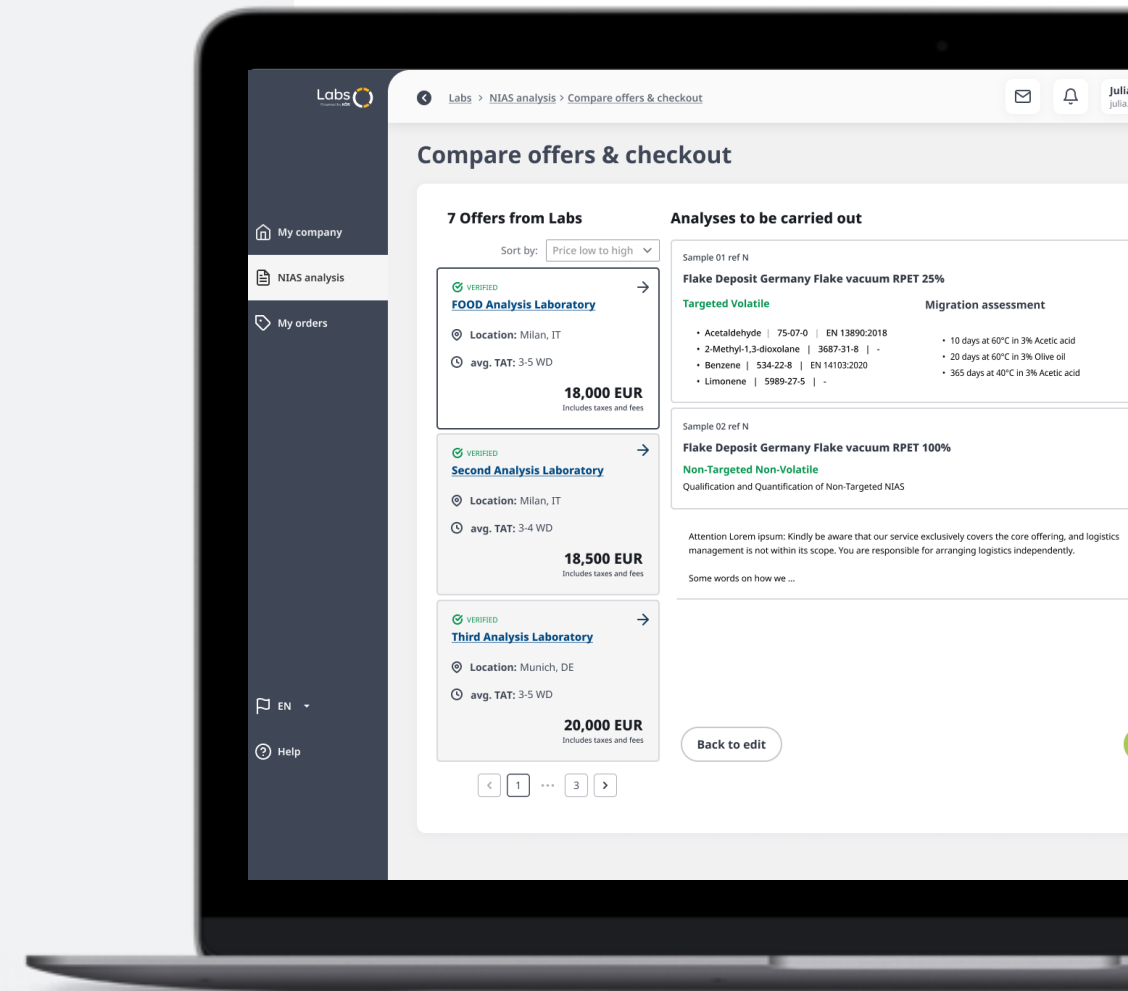 Labs
Labs > NIAS analysis > Compare offers & checkout
Julia
julia.
Compare offers & checkout
My company
NIAS analysis
My orders
EN
Help
7 Offers from Labs
Sort by: Price low to high
VERIFIED
FOOD Analysis Laboratory
Location: Milan, IT
avg. TAT: 3-5 WD
18,000 EUR
Includes taxes and fees
VERIFIED
Second Analysis Laboratory
Location: Milan, IT
avg. TAT: 3-4 WD
18,500 EUR
Includes taxes and fees
VERIFIED
Third Analysis Laboratory
Location: Munich, DE
avg. TAT: 3-5 WD
20,000 EUR
Includes taxes and fees
< 1 ... 3 >
Analyses to be carried out
Sample 01 ref N
Flake Deposit Germany Flake vacuum RPET 25%
Targeted Volatile
• Acetaldehyde | 75-07-0 | EN 13890:2018
• 2-Methyl-1,3-dioxolane | 3687-31-8 | -
• Benzene | 534-22-8 | EN 14103:2020
• Limonene | 5989-27-5 | -
Migration assessment
• 10 days at 60°C in 3% Acetic acid
• 20 days at 60°C in 3% Olive oil
• 365 days at 40°C in 3% Acetic acid
Sample 02 ref N
Flake Deposit Germany Flake vacuum RPET 100%
Non-Targeted Non-Volatile
Qualification and Quantification of Non-Targeted NIAS
Attention Lorem ipsum: Kindly be aware that our service exclusively covers the core offering, and logistics
management is not within its scope. You are responsible for arranging logistics independently.
Some words on how we ...
Back to edit